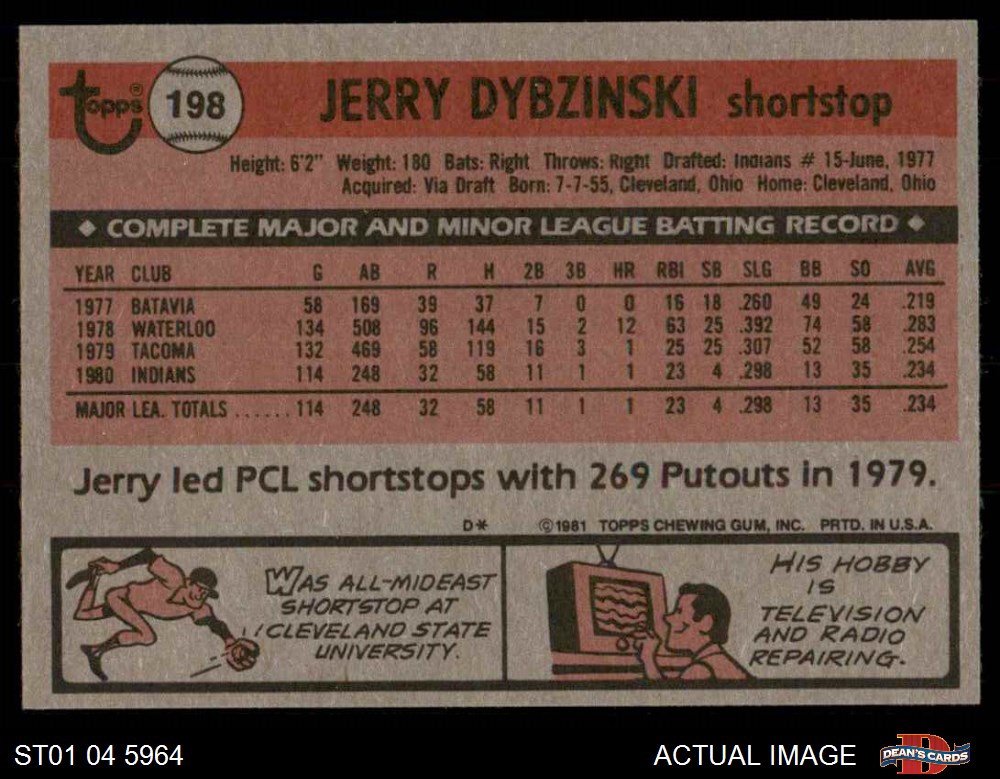 topps® 198 JERRY DYBZINSKI shortstop
Height: 6'2" Weight: 180 Bats: Right Throws: Right Drafted: Indians # 15-June, 1977
Acquired: Via Draft Born: 7-7-55, Cleveland, Ohio Home: Cleveland, Ohio
◆ COMPLETE MAJOR AND MINOR LEAGUE BATTING RECORD ◆
YEAR CLUB G AB R H 2B 3B HR RBI SB SLG BB SO AVG
1977 BATAVIA 58 169 39 37 7 0 0 16 18 .260 49 24 .219
1978 WATERLOO 134 508 96 144 15 2 12 63 25 .392 74 58 .283
1979 TACOMA 132 469 58 119 16 3 1 25 25 .307 52 58 .254
1980 INDIANS 114 248 32 58 11 1 1 23 4 .298 13 35 .234
MAJOR LEA. TOTALS ...... 114 248 32 58 11 1 1 23 4 .298 13 35 .234
Jerry led PCL shortstops with 269 Putouts in 1979.
D* ©1981 TOPPS CHEWING GUM, INC. PRTD. IN U.S.A.
WAS ALL-MIDEAST
SHORTSTOP AT
CLEVELAND STATE
UNIVERSITY.
HIS HOBBY
IS
TELEVISION
AND RADIO
REPAIRING.
ST01 04 5964 ACTUAL IMAGE D DEAN'S CARDS